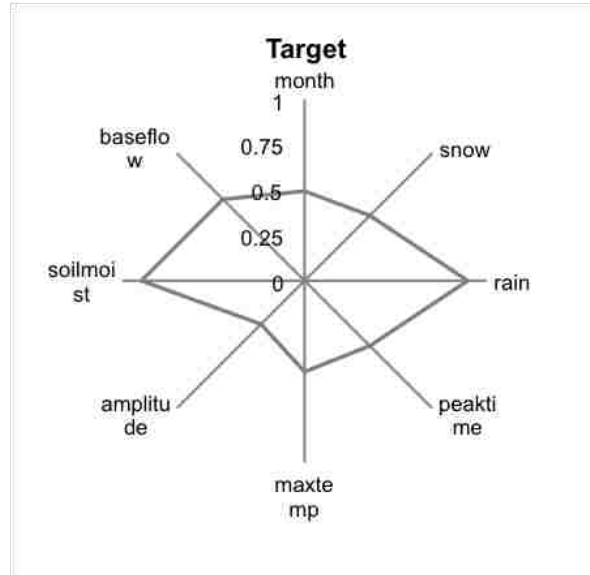 Target
month
1
baseflo
w
0.75
snow
0.5
0.25
soilmoi
st
0
rain
amplitu
de
peakti
me
maxte
mp